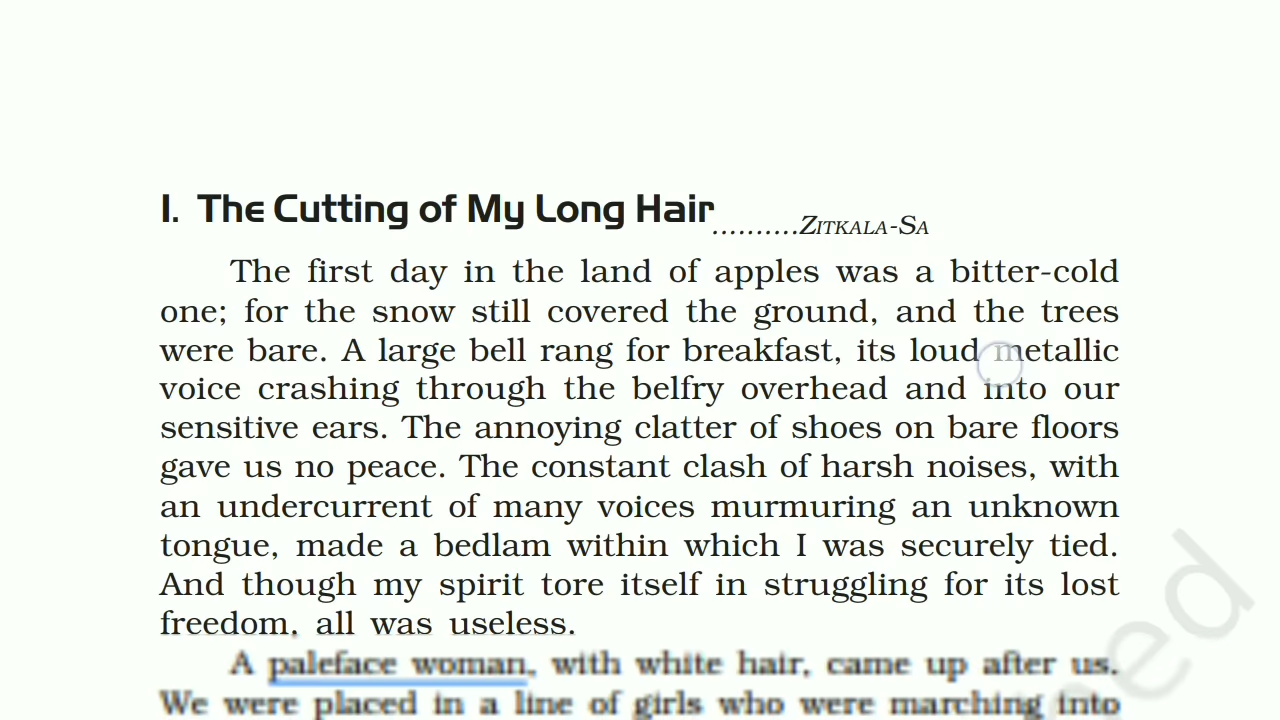 I. The Cutting of My Long Hair ..........ZITKALA-SA
The first day in the land of apples was a bitter-cold
one; for the snow still covered the ground, and the trees
were bare. A large bell rang for breakfast, its loud metallic
voice crashing through the belfry overhead and into our
sensitive ears. The annoying clatter of shoes on bare floors
gave us no peace. The constant clash of harsh noises, with
an undercurrent of many voices murmuring an unknown
tongue, made a bedlam within which I was securely tied.
And though my spirit tore itself in struggling for its lost
freedom, all was useless.
A paleface woman, with white hair, came up after us.
We were placed in a line of girls who were marching into
ed